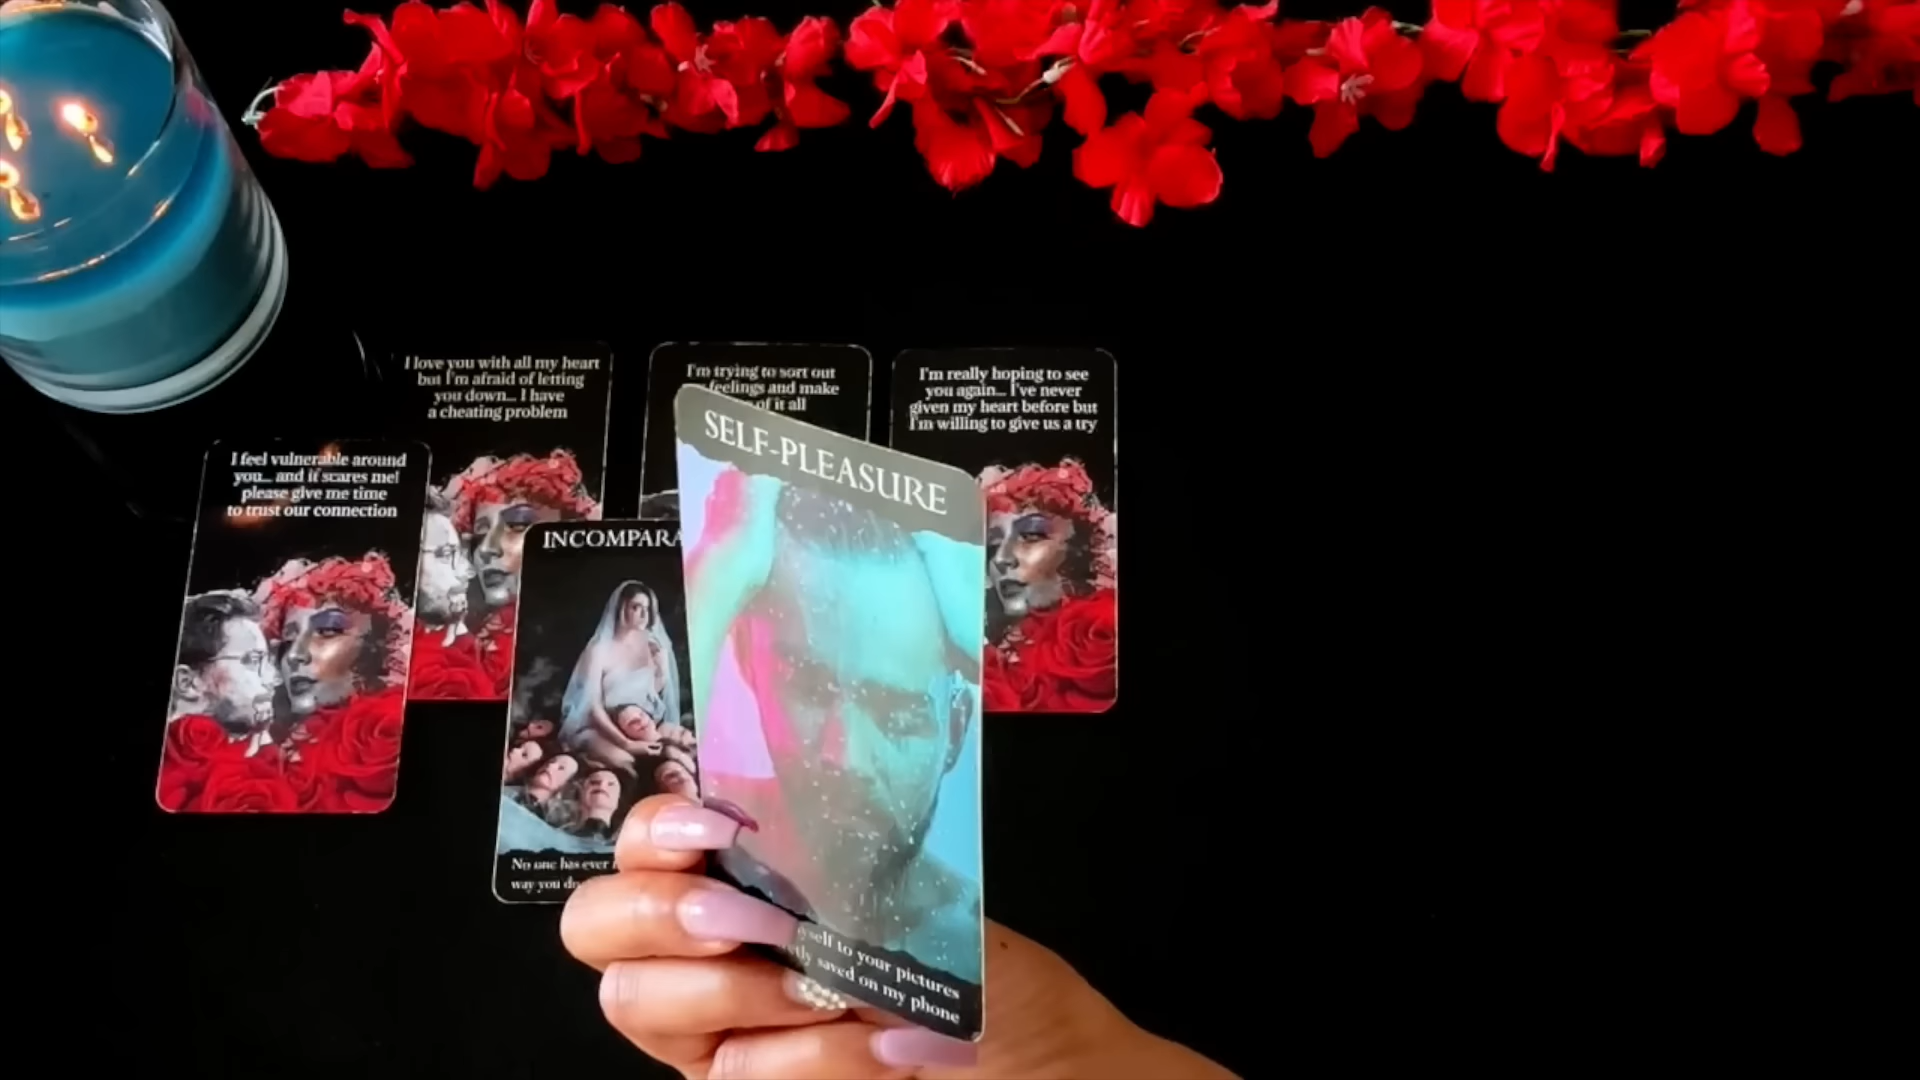 I love you with all my heart
but I'm afraid of letting
you down... I have
a cheating problem
I'm trying to sort out
feelings and make
of it all
I'm really hoping to see
you again... I've never
given my heart before but
I'm willing to give us a try
I feel vulnerable around
you... and it scares me!
please give me time
to trust our connection
INCOMPARA
No one has ever
way you do
SELF-PLEASURE
yself to your pictures
tly saved on my phone